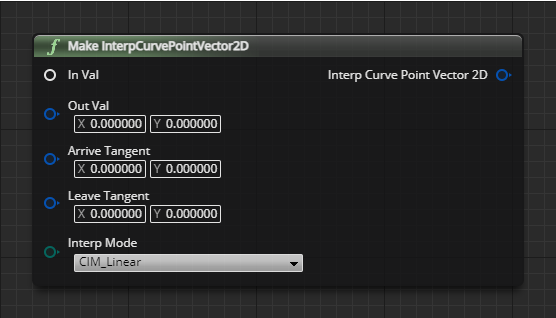 f Make InterpCurvePointVector2D
In Val Interp Curve Point Vector 2D
Out Val
X 0.000000 Y 0.000000
Arrive Tangent
X 0.000000 Y 0.000000
Leave Tangent
X 0.000000 Y 0.000000
Interp Mode
CIM_Linear